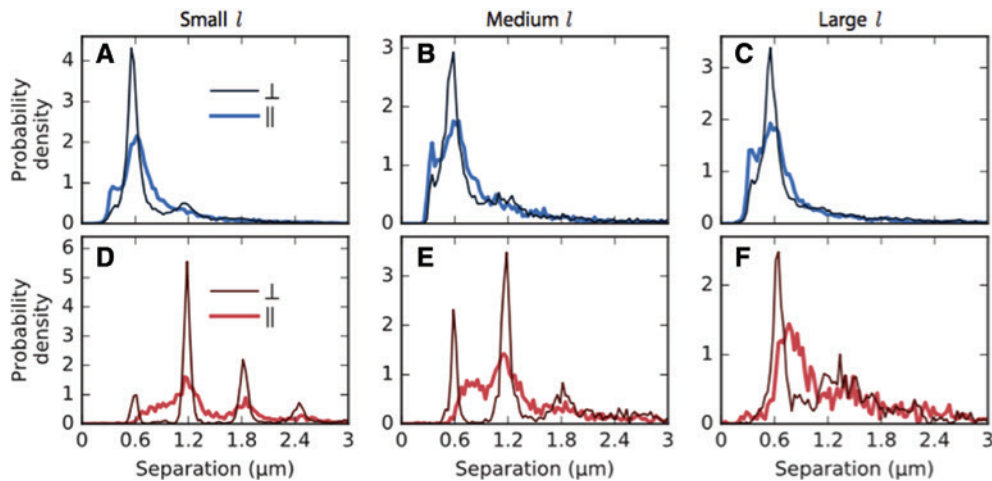 Small l
Medium l
Large l
A
B
C
Probability density
4
3
2
1
0
3
2
1
0
3
2
1
0
⊥
||
D
E
F
Probability density
6
5
4
3
2
1
0
3
2
1
0
2
1
0
⊥
||
0 0.6 1.2 1.8 2.4 3
0 0.6 1.2 1.8 2.4 3
0 0.6 1.2 1.8 2.4 3
Separation (μm)
Separation (μm)
Separation (μm)